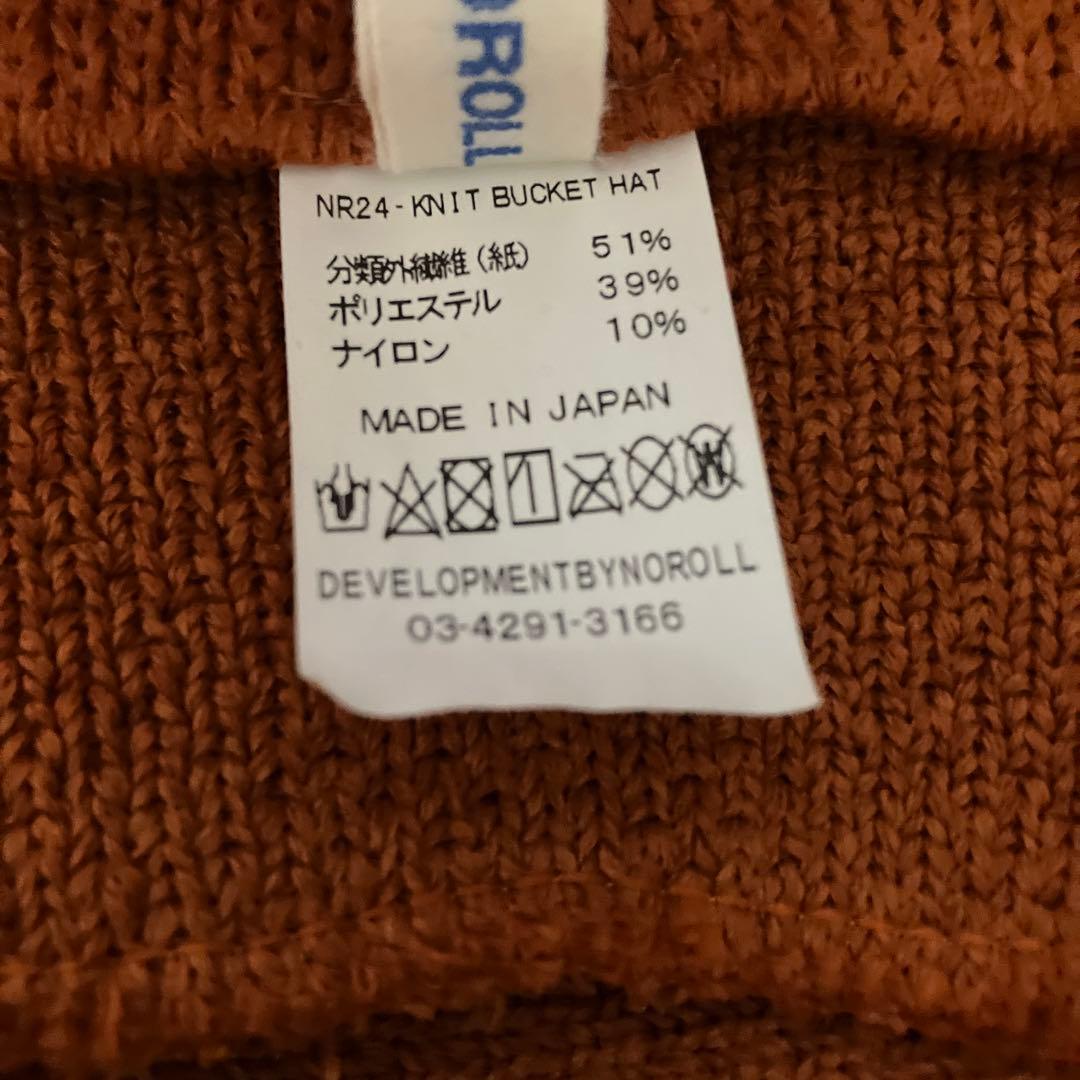 OROLL
NR24-KNIT BUCKET HAT
分類外繊維(紙) 51%
ポリエステル 39%
ナイロン 10%
MADE IN JAPAN
DEVELOPMENTBYNOROLL
03-4291-3166